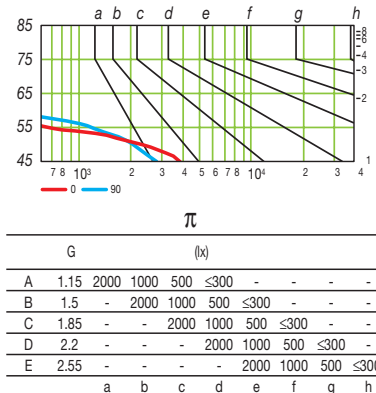 a b c d e f g h
85
75
65
55
45
8
6
4
3
2
1
7 8 10³ 2 3 4 5 6 7 8 10⁴ 2 3 4
0 90
π
G (lx)
A 1.15 2000 1000 500 ≤300 - - - -
B 1.5 - 2000 1000 500 ≤300 - - -
C 1.85 - - 2000 1000 500 ≤300 - -
D 2.2 - - - 2000 1000 500 ≤300 -
E 2.55 - - - - 2000 1000 500 ≤300
a b c d e f g h